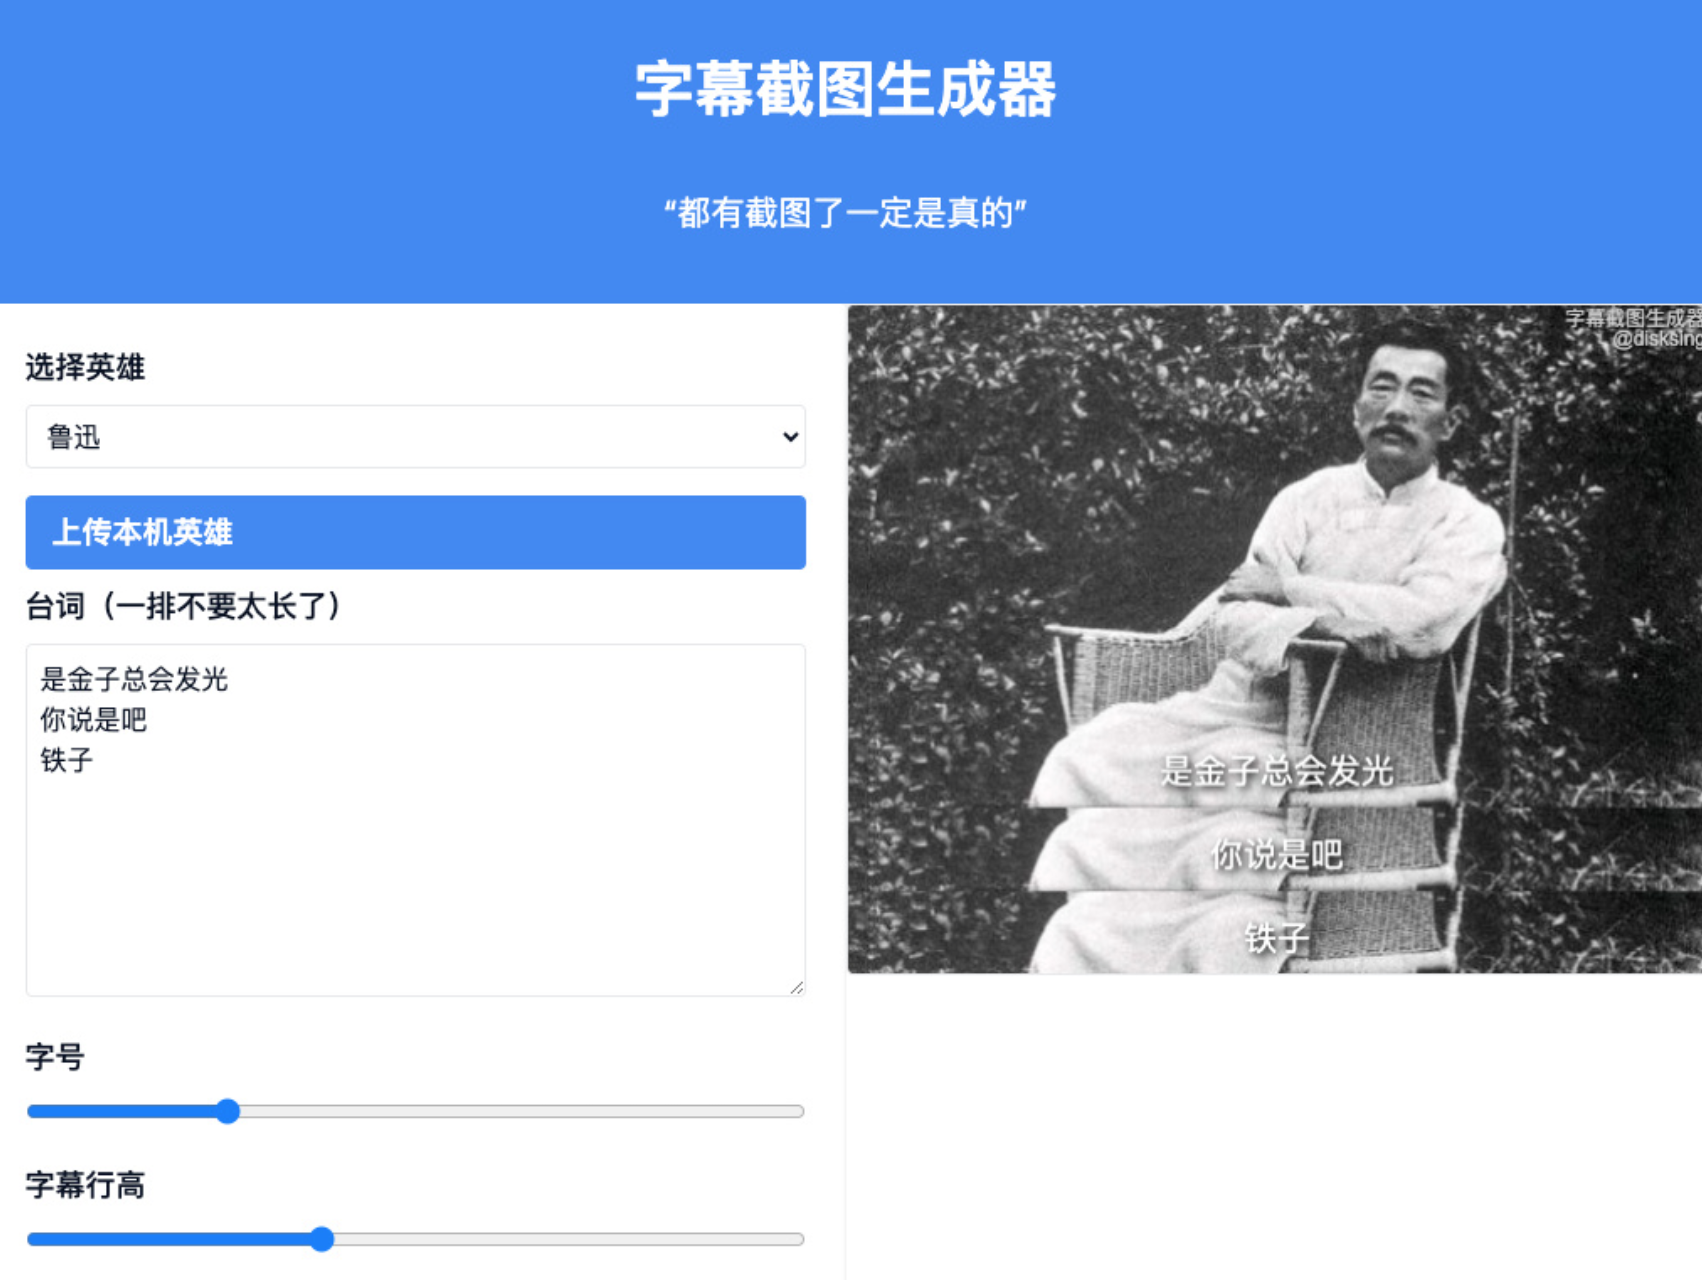 字幕截图生成器
“都有截图了一定是真的”
选择英雄
鲁迅
上传本机英雄
台词（一排不要太长了）
是金子总会发光
你说是吧
铁子
字号
字幕行高
字幕截图生成器
@disksing
是金子总会发光
你说是吧
铁子